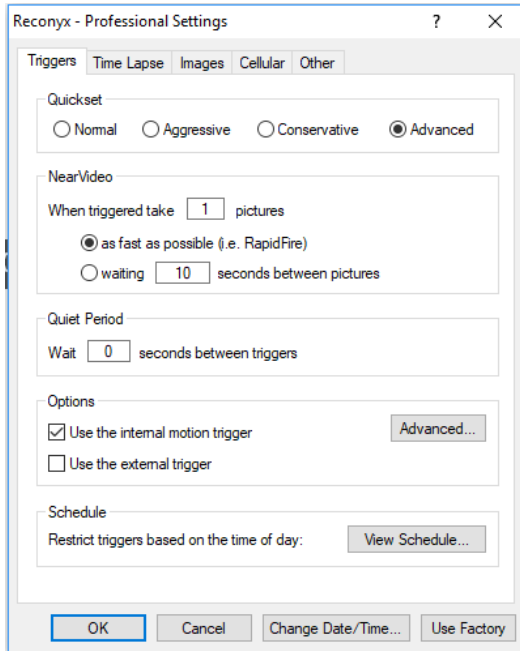 Reconyx - Professional Settings ? X
Triggers Time Lapse Images Cellular Other
Quickset
Normal Aggressive Conservative Advanced
NearVideo
When triggered take 1 pictures
as fast as possible (i.e. RapidFire)
waiting 10 seconds between pictures
Quiet Period
Wait 0 seconds between triggers
Options
Use the internal motion trigger Advanced...
Use the external trigger
Schedule
Restrict triggers based on the time of day: View Schedule...
OK Cancel Change Date/Time... Use Factory